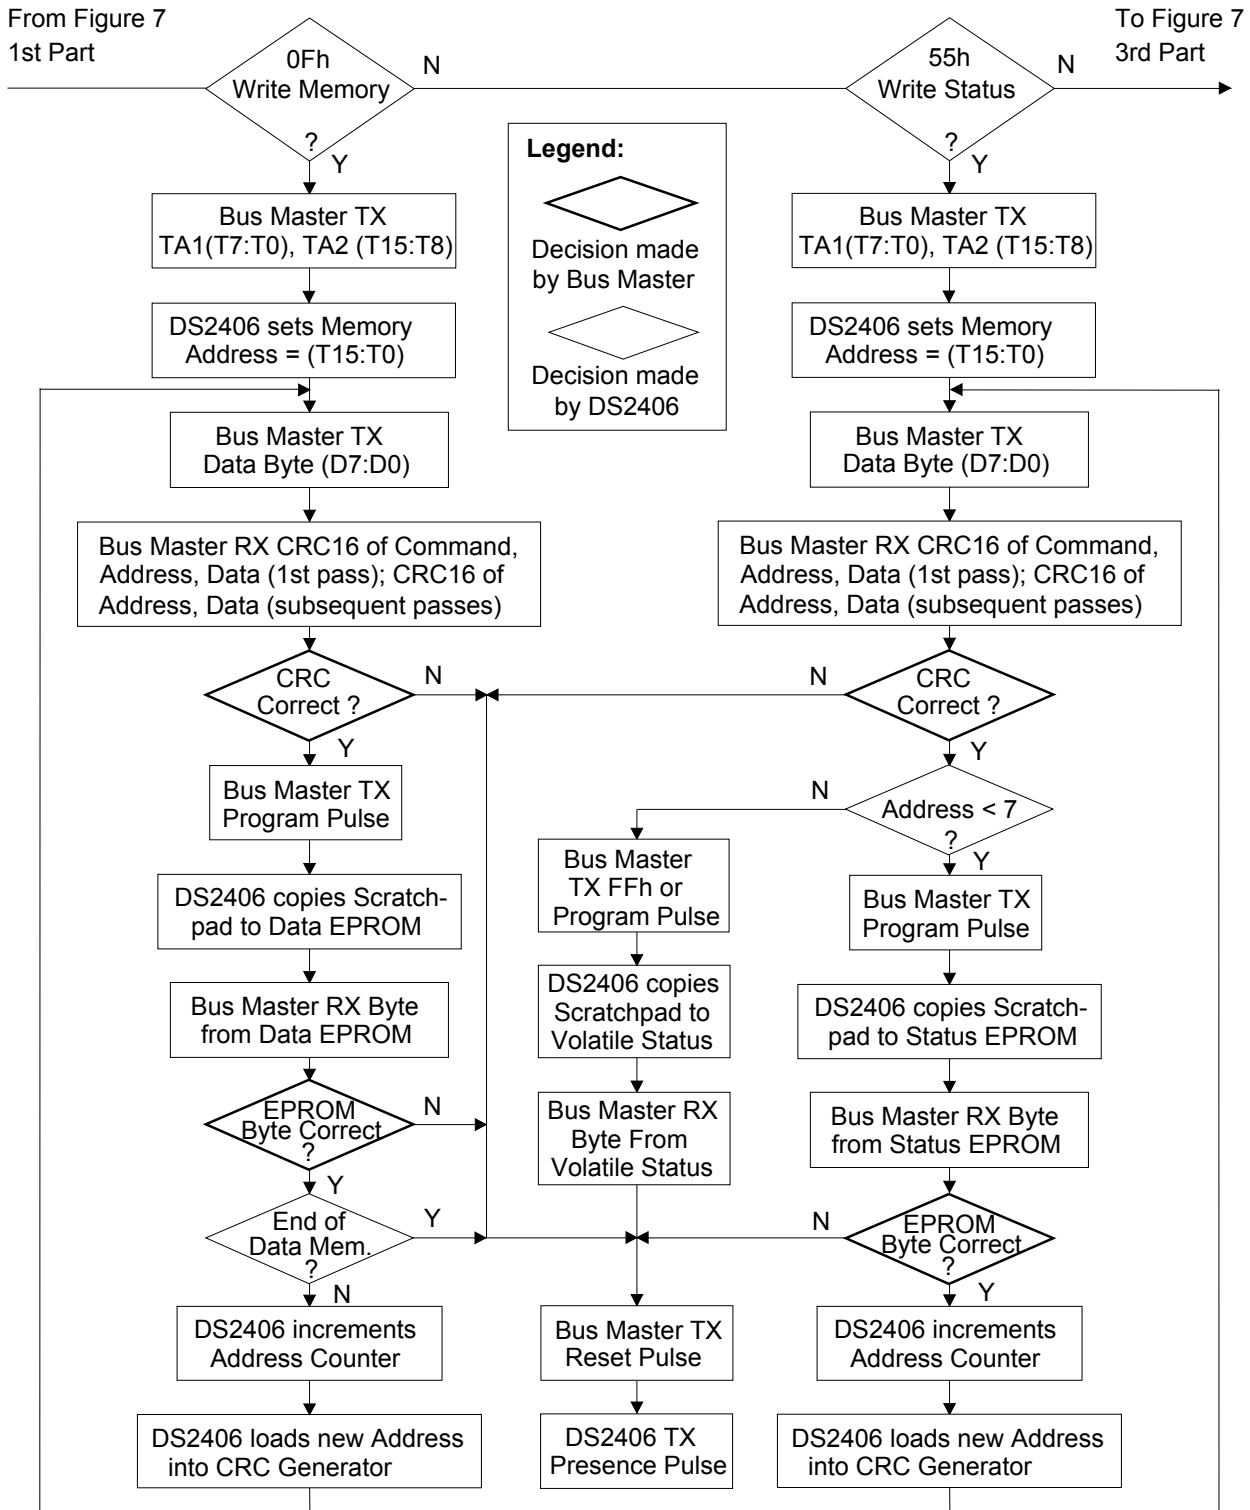 From Figure 7
1st Part
0Fh
Write Memory
?
N
Y
55h
Write Status
?
N
Y
To Figure 7
3rd Part
Legend:
Decision made
by Bus Master
Decision made
by DS2406
Bus Master TX
TA1(T7:T0), TA2 (T15:T8)
DS2406 sets Memory
Address = (T15:T0)
Bus Master TX
Data Byte (D7:D0)
Bus Master RX CRC16 of Command,
Address, Data (1st pass); CRC16 of
Address, Data (subsequent passes)
CRC
Correct ?
N
Y
Bus Master TX
Program Pulse
DS2406 copies Scratch-
pad to Data EPROM
Bus Master RX Byte
from Data EPROM
EPROM
Byte Correct
?
N
Y
End of
Data Mem.
?
Y
N
DS2406 increments
Address Counter
DS2406 loads new Address
into CRC Generator
Bus Master
TX FFh or
Program Pulse
DS2406 copies
Scratchpad to
Volatile Status
Bus Master RX
Byte From
Volatile Status
Bus Master TX
Reset Pulse
DS2406 TX
Presence Pulse
Bus Master TX
TA1(T7:T0), TA2 (T15:T8)
DS2406 sets Memory
Address = (T15:T0)
Bus Master TX
Data Byte (D7:D0)
Bus Master RX CRC16 of Command,
Address, Data (1st pass); CRC16 of
Address, Data (subsequent passes)
N
CRC
Correct ?
Y
N
Address < 7
?
Y
Bus Master TX
Program Pulse
DS2406 copies Scratch-
pad to Status EPROM
Bus Master RX Byte
from Status EPROM
N
EPROM
Byte Correct
?
Y
DS2406 increments
Address Counter
DS2406 loads new Address
into CRC Generator